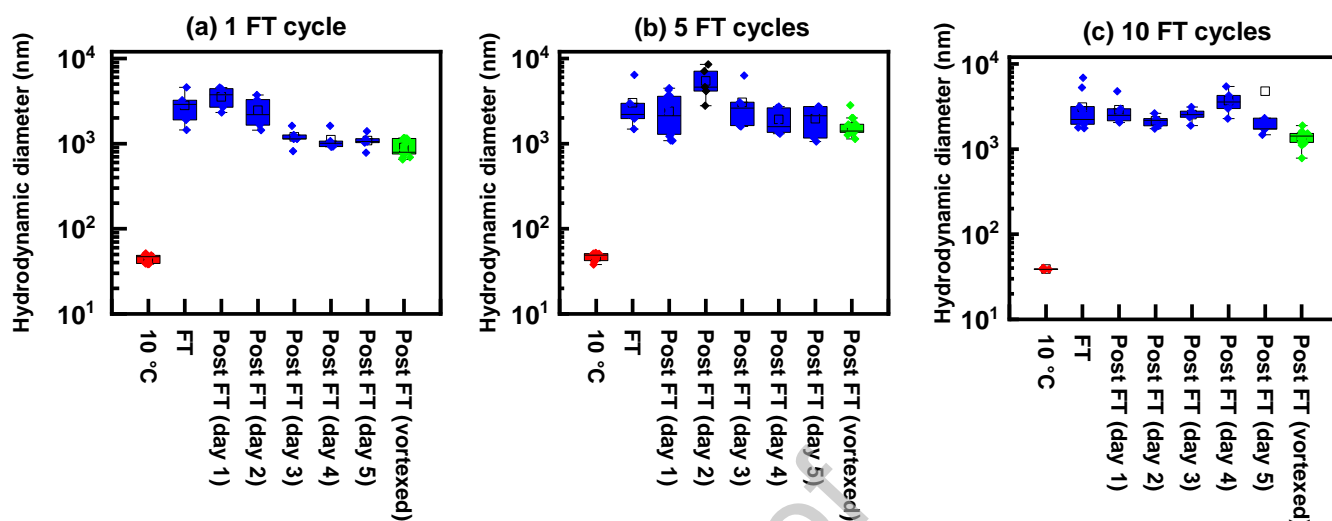 (a) 1 FT cycle
Hydrodynamic diameter (nm)
10⁴
10³
10²
10¹
10 °C
FT
Post FT (day 1)
Post FT (day 2)
Post FT (day 3)
Post FT (day 4)
Post FT (day 5)
Post FT (vortexed)
(b) 5 FT cycles
Hydrodynamic diameter (nm)
10⁴
10³
10²
10¹
10 °C
FT
Post FT (day 1)
Post FT (day 2)
Post FT (day 3)
Post FT (day 4)
Post FT (day 5)
Post FT (vortexed)
(c) 10 FT cycles
Hydrodynamic diameter (nm)
10⁴
10³
10²
10¹
10 °C
FT
Post FT (day 1)
Post FT (day 2)
Post FT (day 3)
Post FT (day 4)
Post FT (day 5)
Post FT (vortexed)